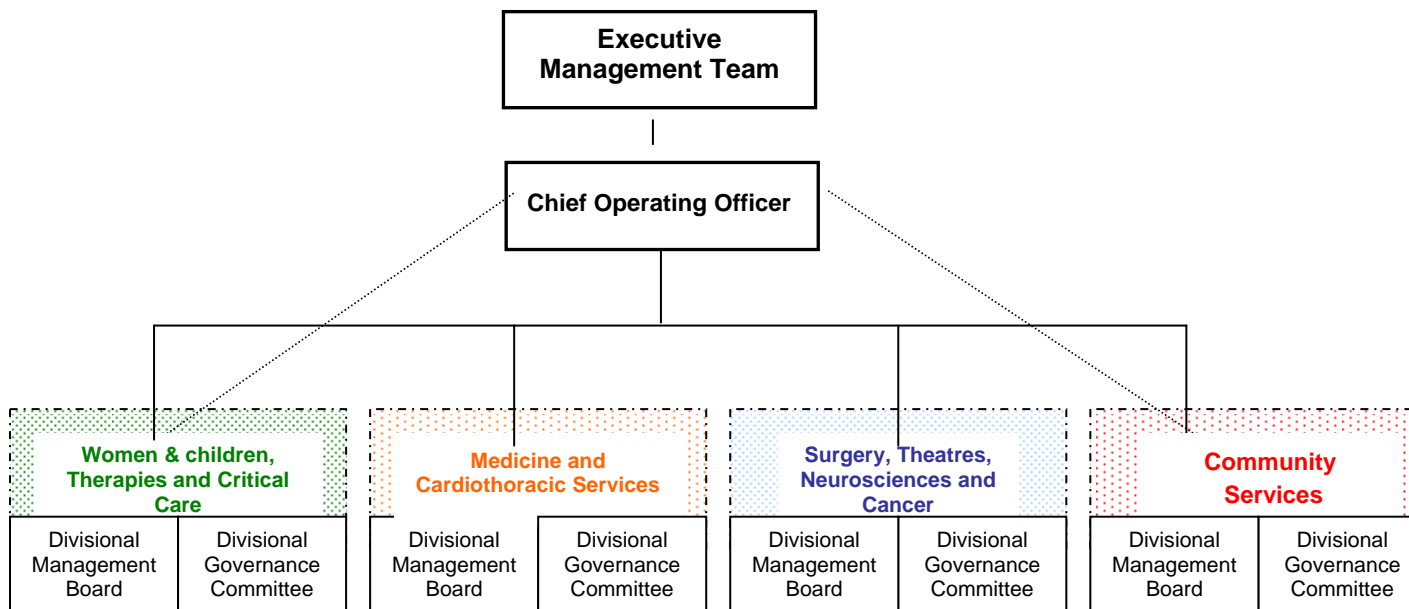 Executive
Management Team
Chief Operating Officer
Women & children,
Therapies and Critical
Care
Medicine and
Cardiothoracic Services
Surgery, Theatres,
Neurosciences and
Cancer
Community
Services
Divisional
Management
Board
Divisional
Governance
Committee
Divisional
Management
Board
Divisional
Governance
Committee
Divisional
Management
Board
Divisional
Governance
Committee
Divisional
Management
Board
Divisional
Governance
Committee